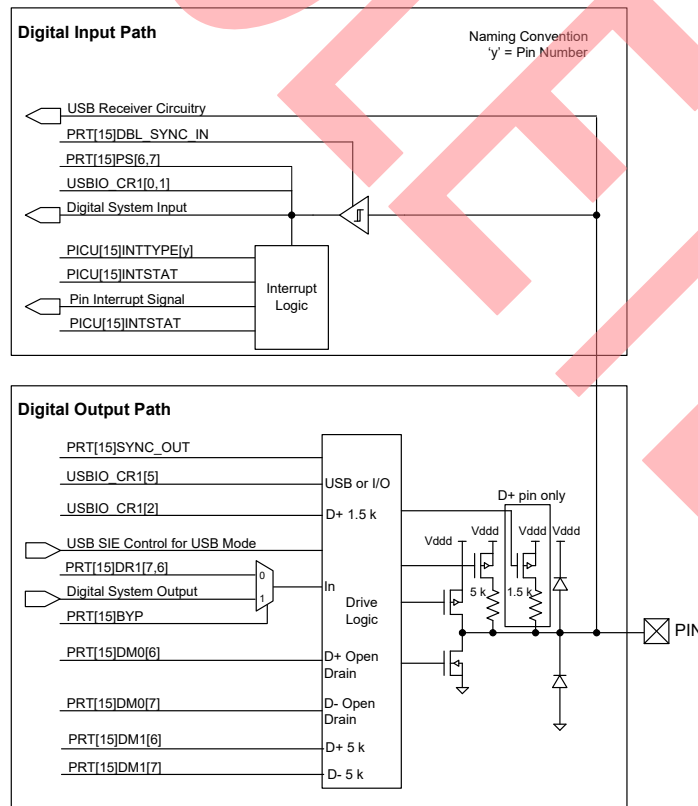 Digital Input Path
Naming Convention
‘y’ = Pin Number
USB Receiver Circuitry
PRT[15]DBL_SYNC_IN
PRT[15]PS[6,7]
USBIO_CR1[0,1]
Digital System Input
PICU[15]INTTYPE[y]
PICU[15]INTSTAT
Pin Interrupt Signal
PICU[15]INTSTAT
Interrupt
Logic
Digital Output Path
PRT[15]SYNC_OUT
USBIO_CR1[5]
USB or I/O
USBIO_CR1[2]
D+ 1.5 k
D+ pin only
USB SIE Control for USB Mode
Vddd
Vddd
Vddd
Vddd
PRT[15]DR1[7,6]
0
Digital System Output
1
In
PRT[15]BYP
5 k
1.5 k
Drive
Logic
PIN
PRT[15]DM0[6]
D+ Open
Drain
PRT[15]DM0[7]
D- Open
Drain
PRT[15]DM1[6]
D+ 5 k
PRT[15]DM1[7]
D- 5 k